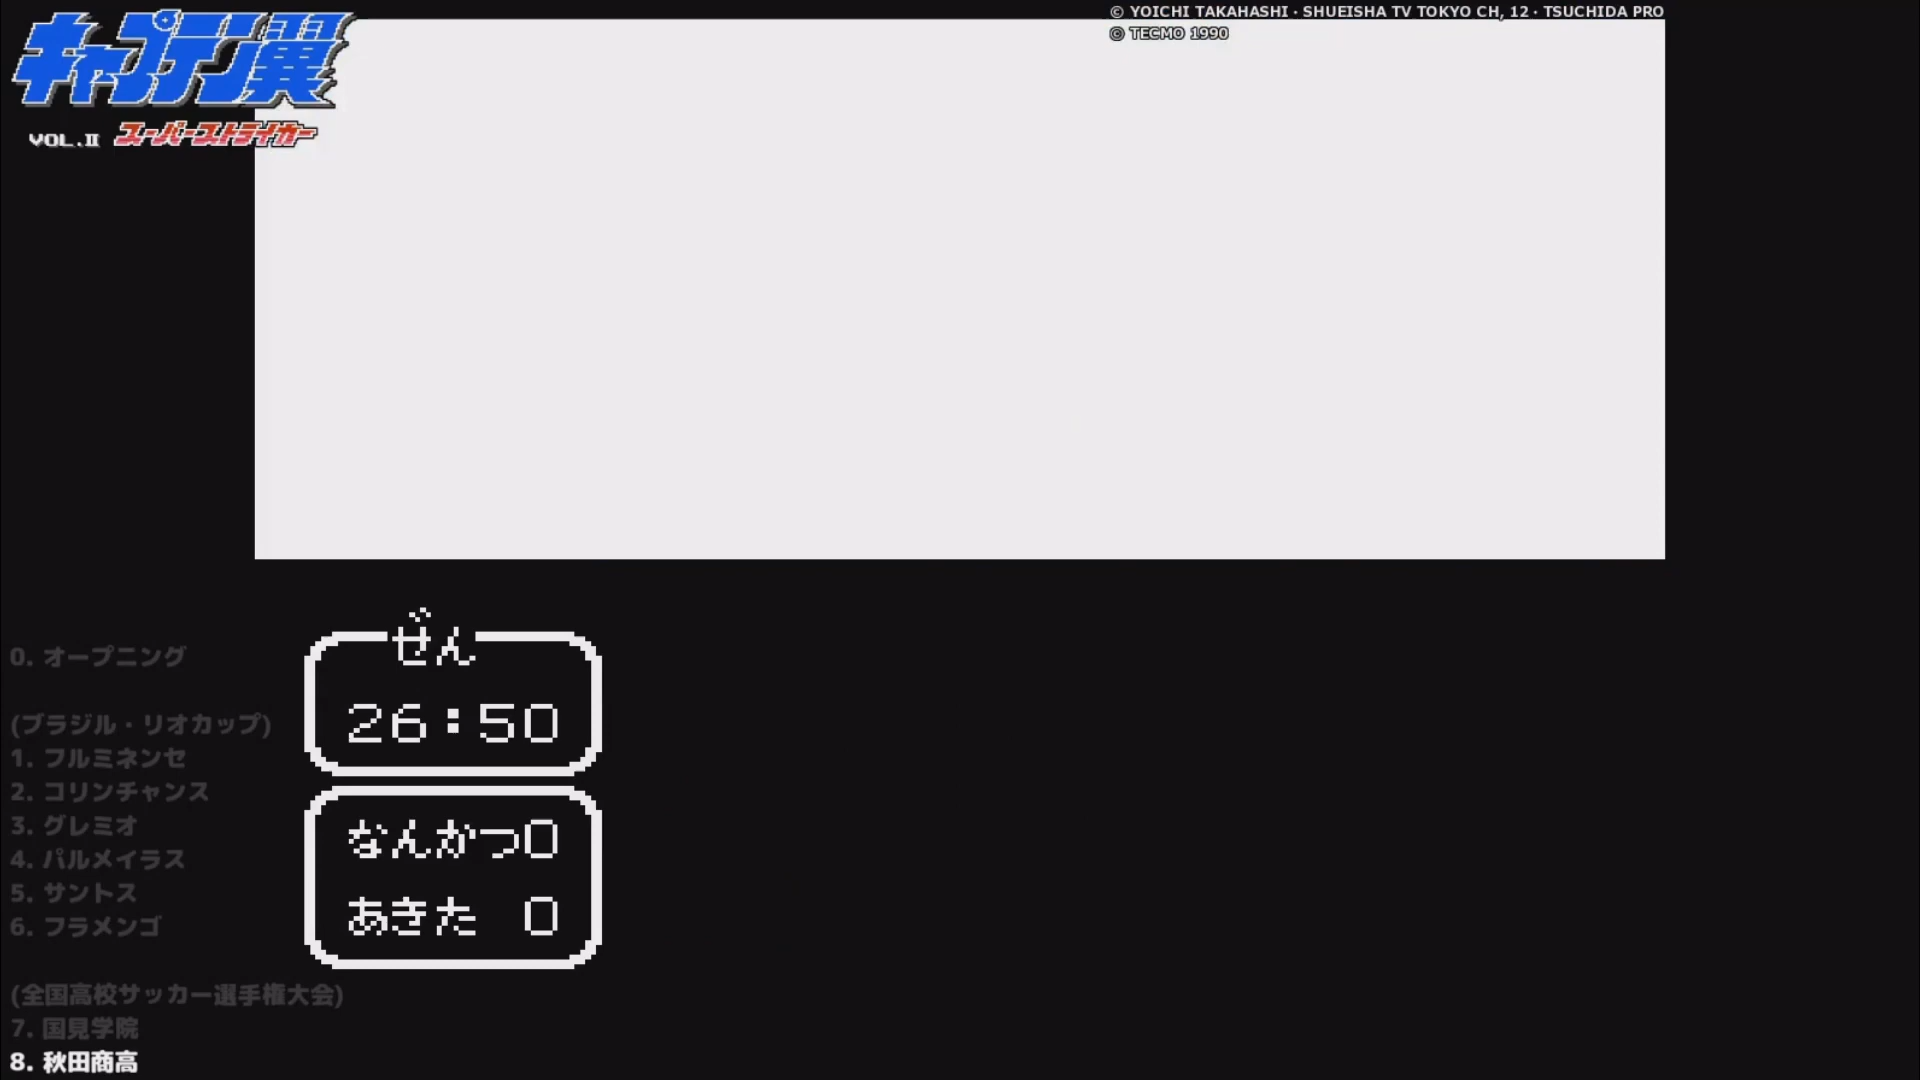 キャプテン翼
VOL.II スーパーストライカー
© YOICHI TAKAHASHI · SHUEISHA TV TOKYO CH, 12 · TSUCHIDA PRO
© TECMO 1990
ぜん
26:50
なんかつ0
あきた 0
0. オープニング
(ブラジル・リオカップ)
1. フルミネンセ
2. コリンチャンス
3. グレミオ
4. パルメイラス
5. サントス
6. フラメンゴ
(全国高校サッカー選手権大会)
7. 国見学院
8. 秋田商高